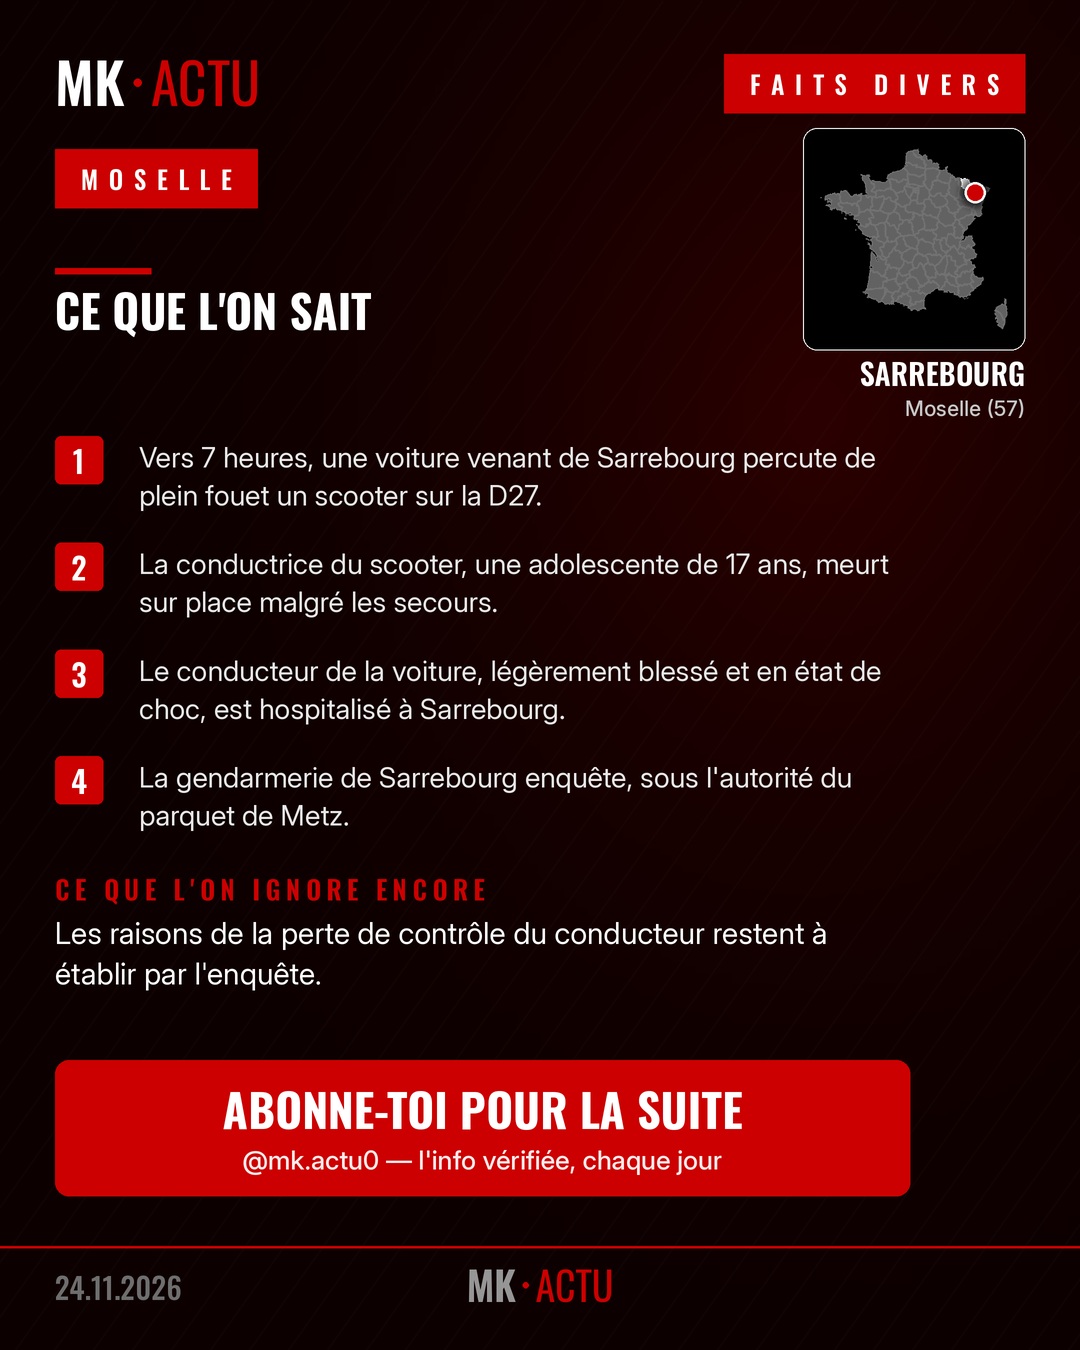 MK·ACTU
FAITS DIVERS
MOSELLE
CE QUE L'ON SAIT
SARREBOURG
Moselle (57)
1
Vers 7 heures, une voiture venant de Sarrebourg percute de
plein fouet un scooter sur la D27.
2
La conductrice du scooter, une adolescente de 17 ans, meurt
sur place malgré les secours.
3
Le conducteur de la voiture, légèrement blessé et en état de
choc, est hospitalisé à Sarrebourg.
4
La gendarmerie de Sarrebourg enquête, sous l'autorité du
parquet de Metz.
CE QUE L'ON IGNORE ENCORE
Les raisons de la perte de contrôle du conducteur restent à
établir par l'enquête.
ABONNE-TOI POUR LA SUITE
@mk.actu0 — l'info vérifiée, chaque jour
24.11.2026
MK·ACTU